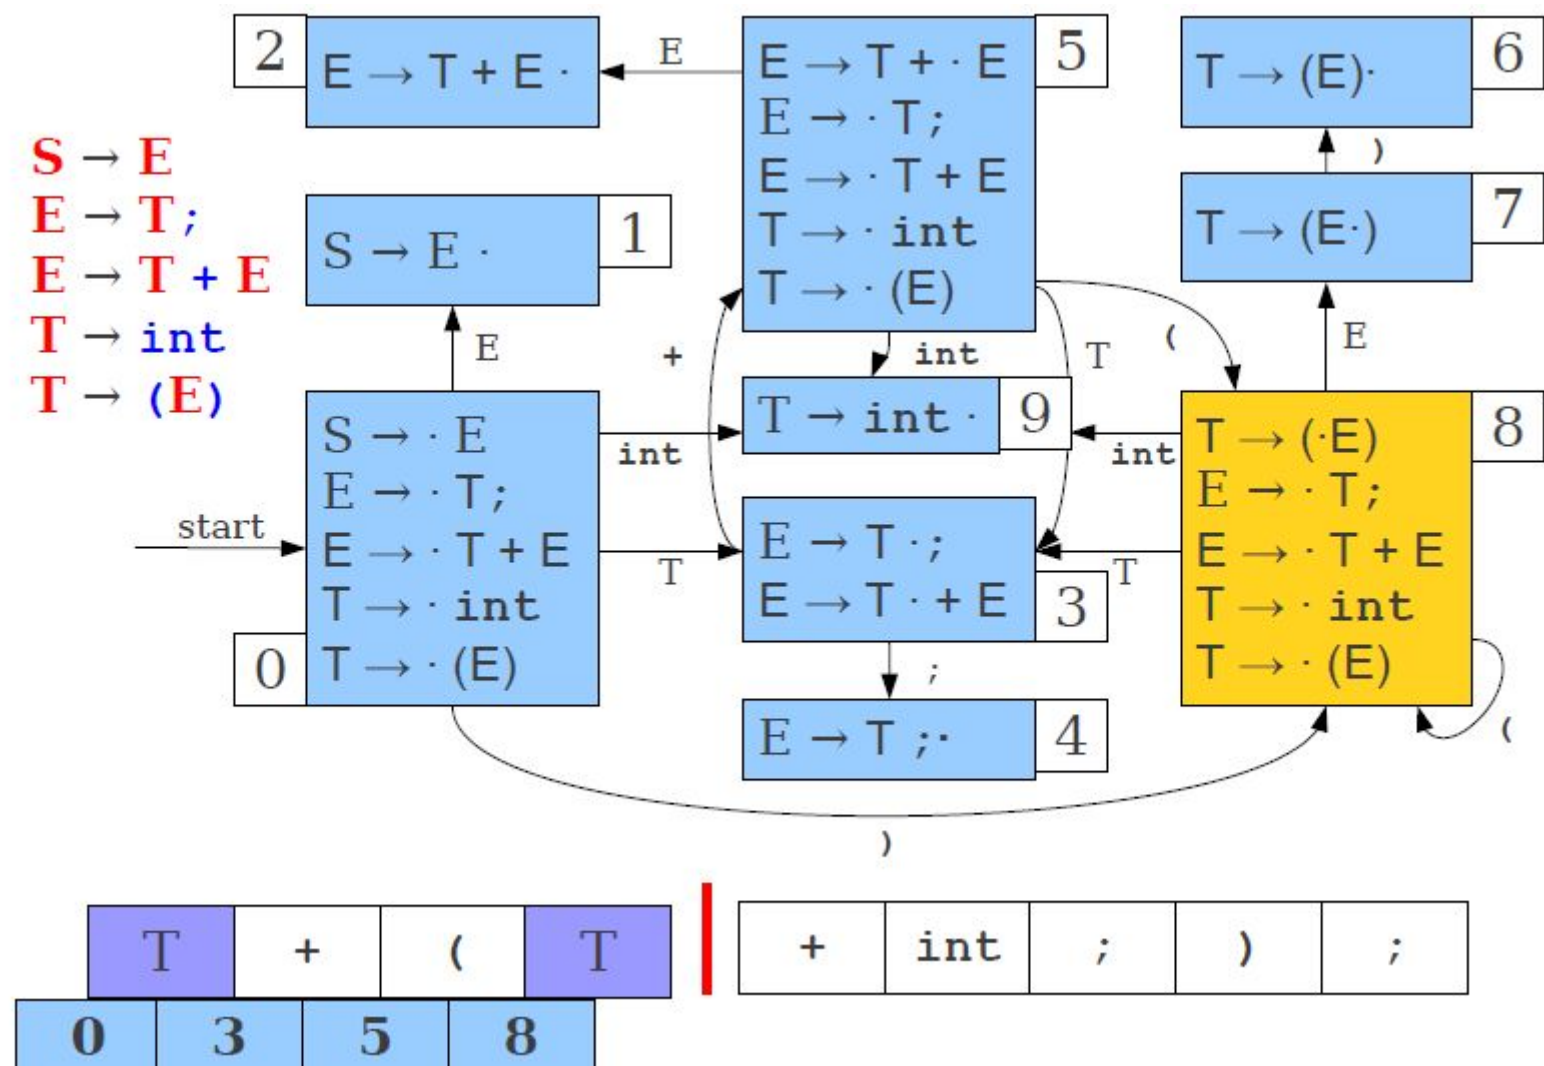 S → E
E → T ;
E → T + E
T → int
T → (E)
2
E → T + E ·
E
E → T + · E
E → · T ;
E → · T + E
T → · int
T → · (E)
5
T → (E)·
6
)
T → (E·)
7
S → E ·
1
E
+
int
T
(
E
start
S → · E
E → · T ;
E → · T + E
T → · int
T → · (E)
0
int
T
T → int ·
9
int
T
E → T · ;
E → T · + E
3
;
E → T ;·
4
T → (·E)
E → · T ;
E → · T + E
T → · int
T → · (E)
8
(
)
T + ( T
+ int ; ) ;
0 3 5 8